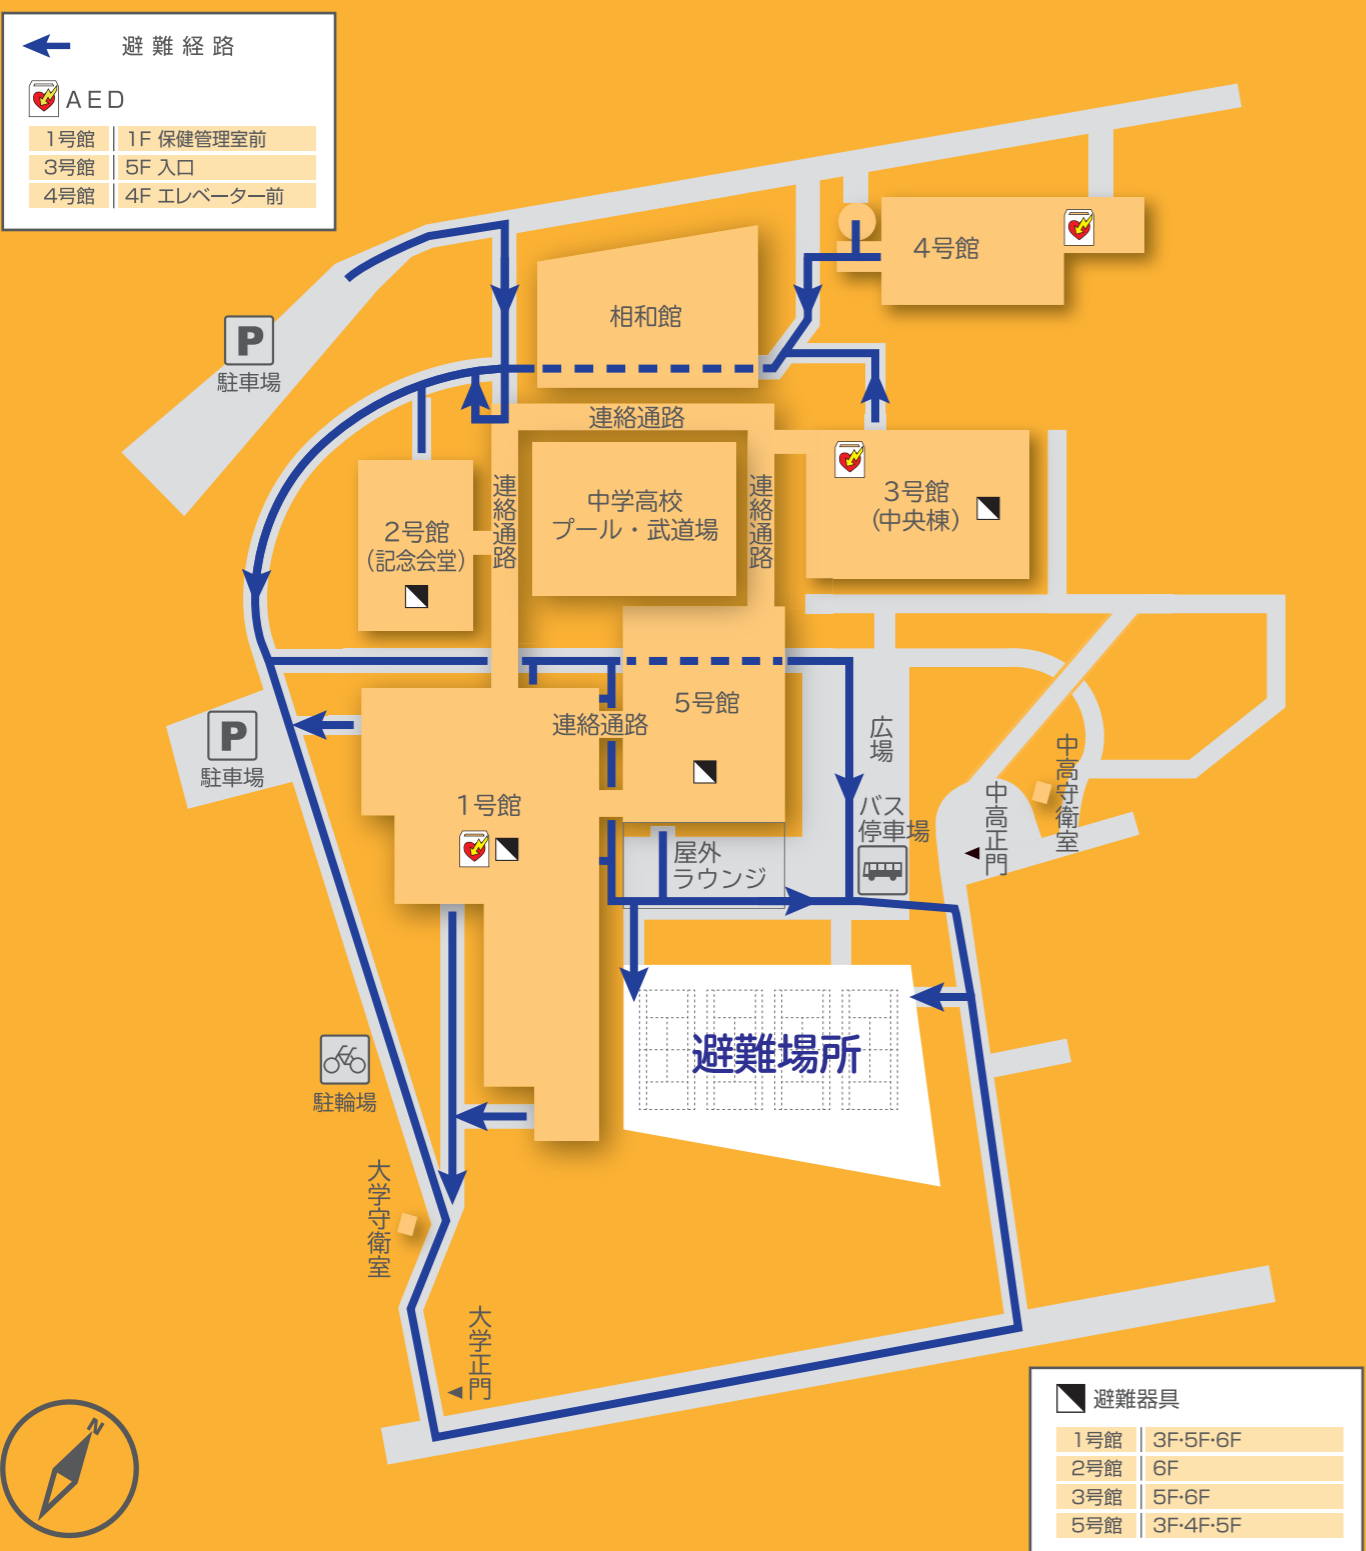 避難経路
AED
1号館 1F 保健管理室前
3号館 5F 入口
4号館 4F エレベーター前
4号館
相和館
P
駐車場
連絡通路
連絡通路
中学高校
プール・武道場
連絡通路
3号館
(中央棟)
2号館
(記念会堂)
5号館
連絡通路
広場
P
駐車場
中高守衛室
中高正門
1号館
バス
停車場
屋外
ラウンジ
避難場所
駐輪場
大学守衛室
大学正門
N
避難器具
1号館 3F・5F・6F
2号館 6F
3号館 5F・6F
5号館 3F・4F・5F